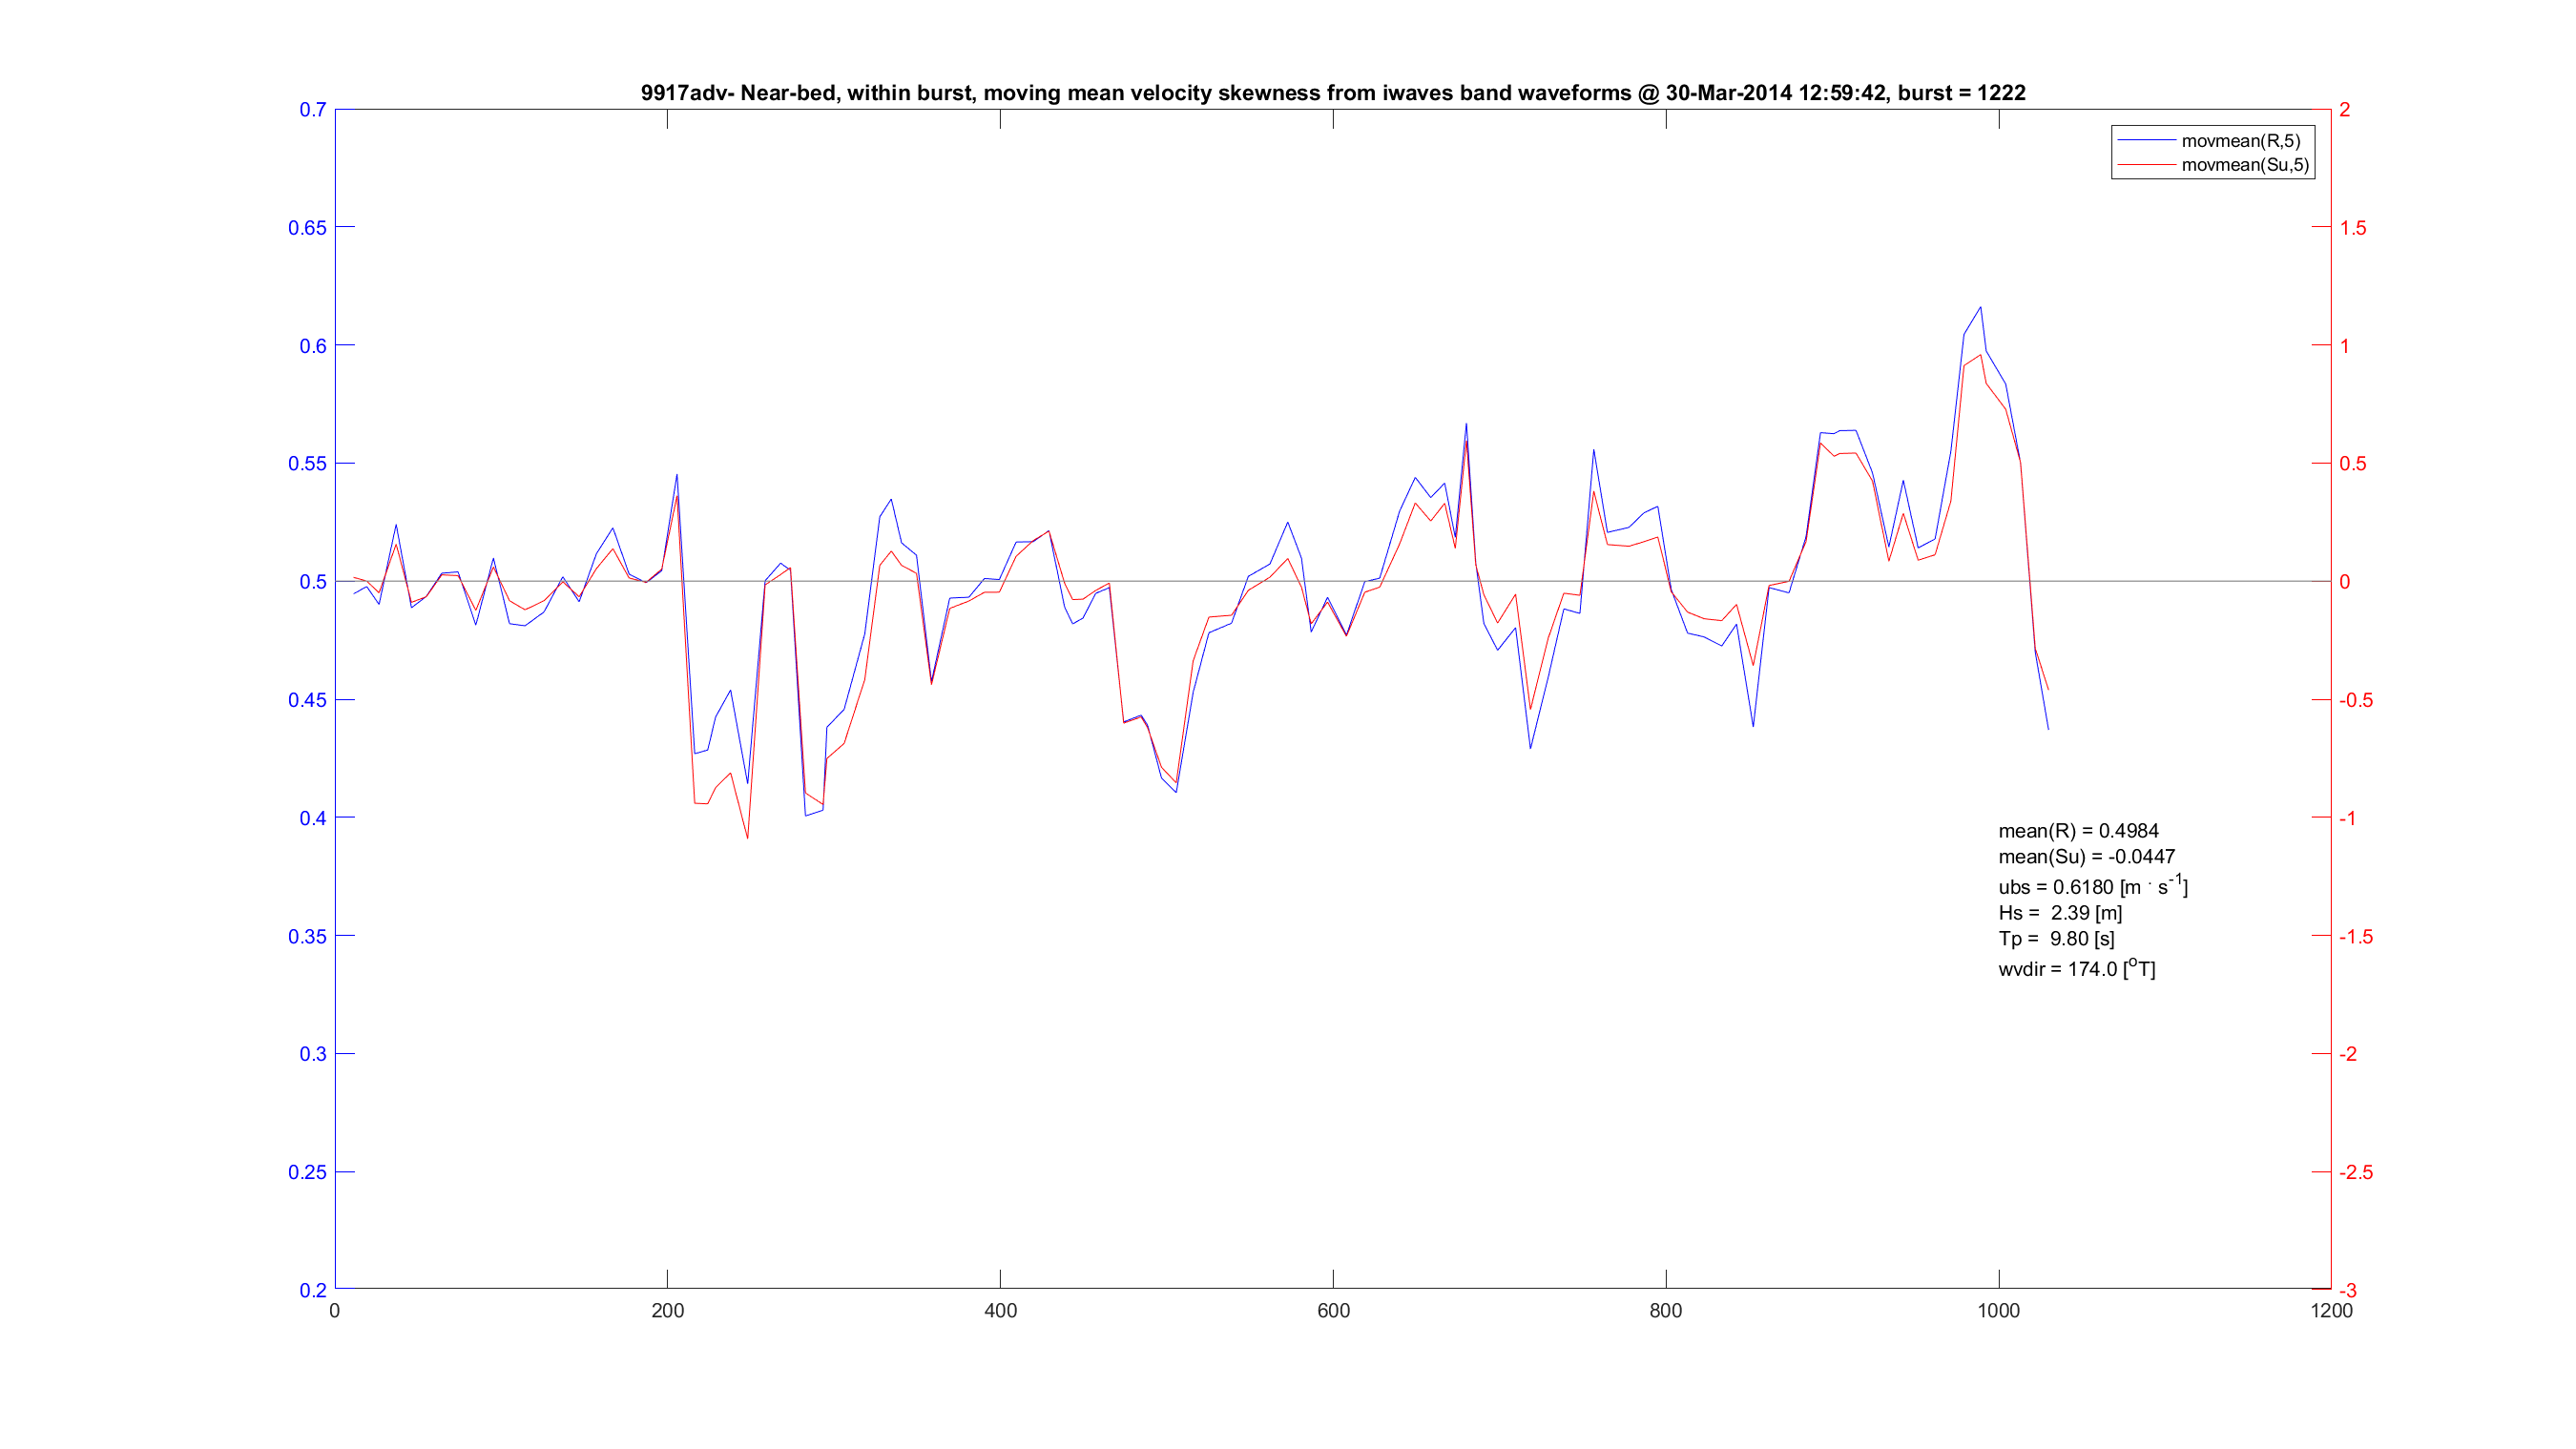 9917adv- Near-bed, within burst, moving mean velocity skewness from iwaves band waveforms @ 30-Mar-2014 12:59:42, burst = 1222
movmean(R,5)
movmean(Su,5)
0.7
0.65
0.6
0.55
0.5
0.45
0.4
0.35
0.3
0.25
0.2
2
1.5
1
0.5
0
-0.5
-1
-1.5
-2
-2.5
-3
mean(R) = 0.4984
mean(Su) = -0.0447
ubs = 0.6180 [m · s⁻¹]
Hs = 2.39 [m]
Tp = 9.80 [s]
wvdir = 174.0 [ºT]
0 200 400 600 800 1000 1200